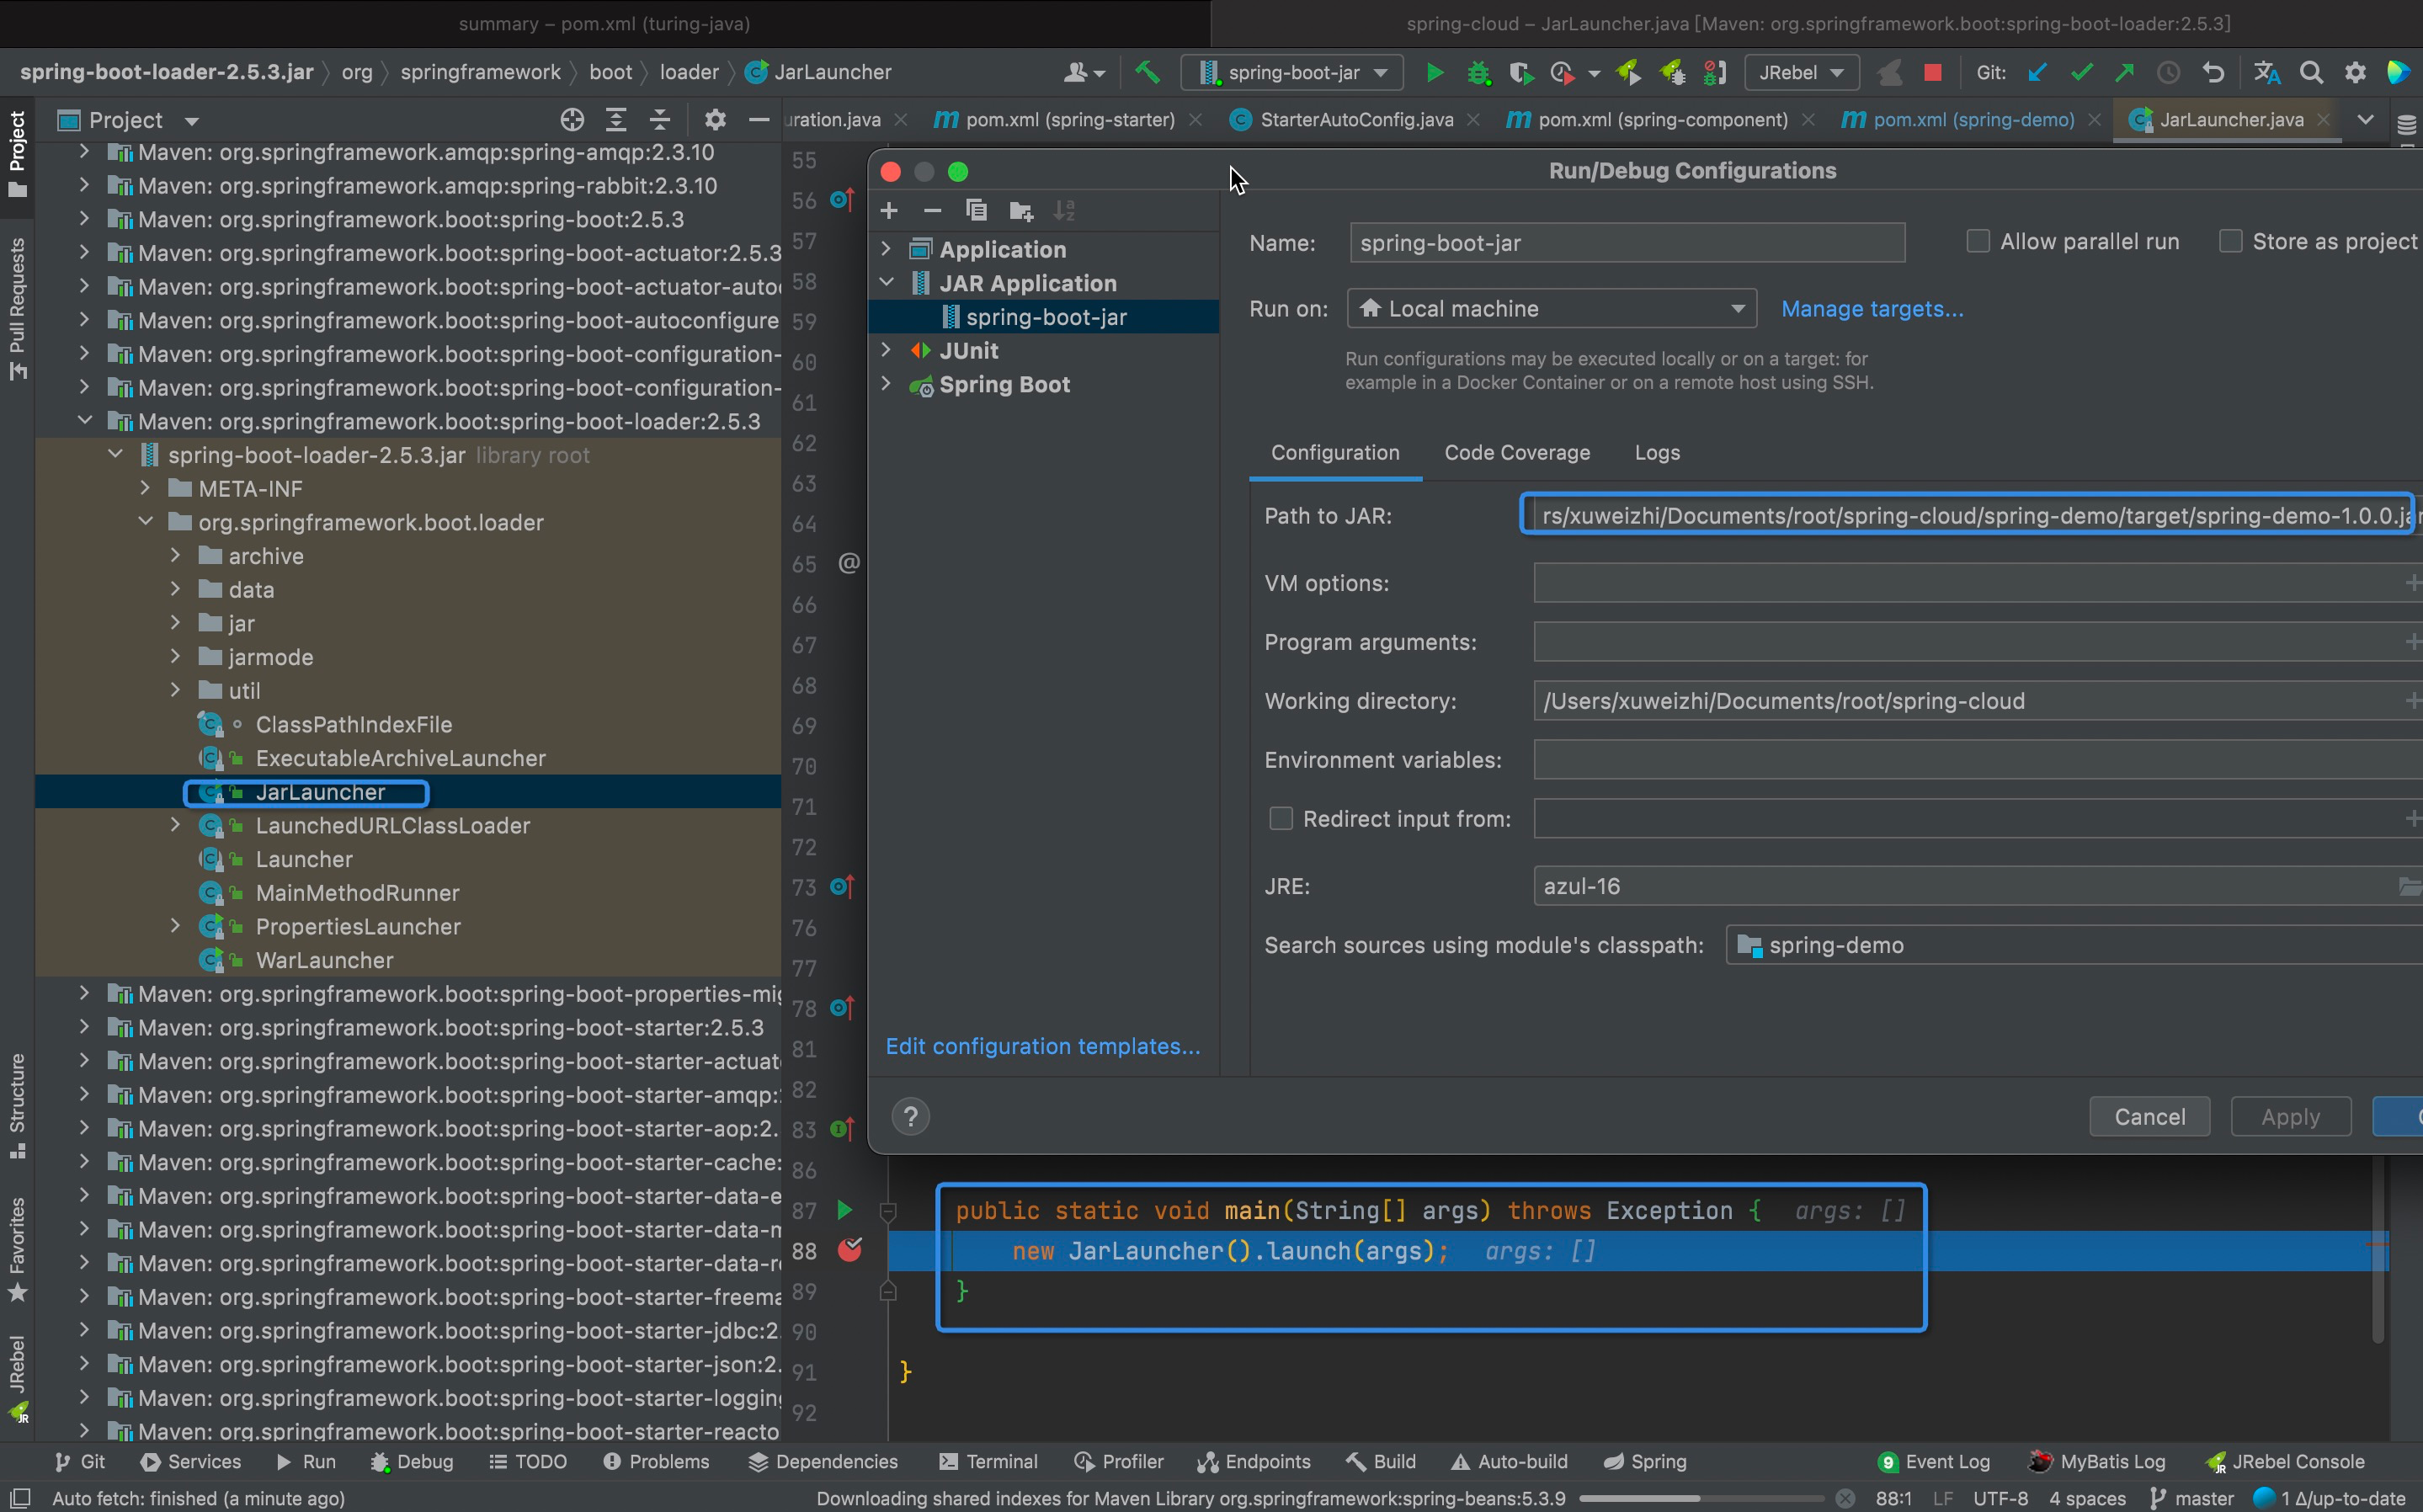 summary – pom.xml (turing-java)
spring-cloud – JarLauncher.java [Maven: org.springframework.boot:spring-boot-loader:2.5.3]
spring-boot-loader-2.5.3.jar
org
springframework
boot
loader
JarLauncher
spring-boot-jar
JRebel
Git:
Project
Pull Requests
Structure
Favorites
JRebel
Project
uration.java
pom.xml (spring-starter)
StarterAutoConfig.java
pom.xml (spring-component)
pom.xml (spring-demo)
JarLauncher.java
Maven: org.springframework.amqp:spring-amqp:2.3.10
Maven: org.springframework.amqp:spring-rabbit:2.3.10
Maven: org.springframework.boot:spring-boot:2.5.3
Maven: org.springframework.boot:spring-boot-actuator:2.5.3
Maven: org.springframework.boot:spring-boot-actuator-auto
Maven: org.springframework.boot:spring-boot-autoconfigure
Maven: org.springframework.boot:spring-boot-configuration-
Maven: org.springframework.boot:spring-boot-configuration-
Maven: org.springframework.boot:spring-boot-loader:2.5.3
spring-boot-loader-2.5.3.jar library root
META-INF
org.springframework.boot.loader
archive
data
jar
jarmode
util
ClassPathIndexFile
ExecutableArchiveLauncher
JarLauncher
LaunchedURLClassLoader
Launcher
MainMethodRunner
PropertiesLauncher
WarLauncher
Maven: org.springframework.boot:spring-boot-properties-mig
Maven: org.springframework.boot:spring-boot-starter:2.5.3
Maven: org.springframework.boot:spring-boot-starter-actuat
Maven: org.springframework.boot:spring-boot-starter-amqp:
Maven: org.springframework.boot:spring-boot-starter-aop:2.
Maven: org.springframework.boot:spring-boot-starter-cache:
Maven: org.springframework.boot:spring-boot-starter-data-e
Maven: org.springframework.boot:spring-boot-starter-data-m
Maven: org.springframework.boot:spring-boot-starter-data-r
Maven: org.springframework.boot:spring-boot-starter-freema
Maven: org.springframework.boot:spring-boot-starter-jdbc:2.
Maven: org.springframework.boot:spring-boot-starter-json:2.
Maven: org.springframework.boot:spring-boot-starter-logging
Maven: org.springframework.boot:spring-boot-starter-reacto
55
56
57
58
59
60
61
62
63
64
65 @
66
67
68
69
70
71
72
73
76
77
78
81
82
83
86
87 public static void main(String[] args) throws Exception { args: []
88 new JarLauncher().launch(args); args: []
89 }
90
91 }
92
Run/Debug Configurations
Application
JAR Application
spring-boot-jar
JUnit
Spring Boot
Edit configuration templates...
Name: spring-boot-jar
Allow parallel run
Store as project
Run on: Local machine
Manage targets...
Run configurations may be executed locally or on a target: for
example in a Docker Container or on a remote host using SSH.
Configuration
Code Coverage
Logs
Path to JAR: rs/xuweizhi/Documents/root/spring-cloud/spring-demo/target/spring-demo-1.0.0.jar
VM options:
Program arguments:
Working directory: /Users/xuweizhi/Documents/root/spring-cloud
Environment variables:
Redirect input from:
JRE: azul-16
Search sources using module's classpath: spring-demo
?
Cancel
Apply
Git
Services
Run
Debug
TODO
Problems
Dependencies
Terminal
Profiler
Endpoints
Build
Auto-build
Spring
9 Event Log
MyBatis Log
JRebel Console
Auto fetch: finished (a minute ago)
Downloading shared indexes for Maven Library org.springframework:spring-beans:5.3.9
88:1
LF
UTF-8
4 spaces
master
1 Δ/up-to-date